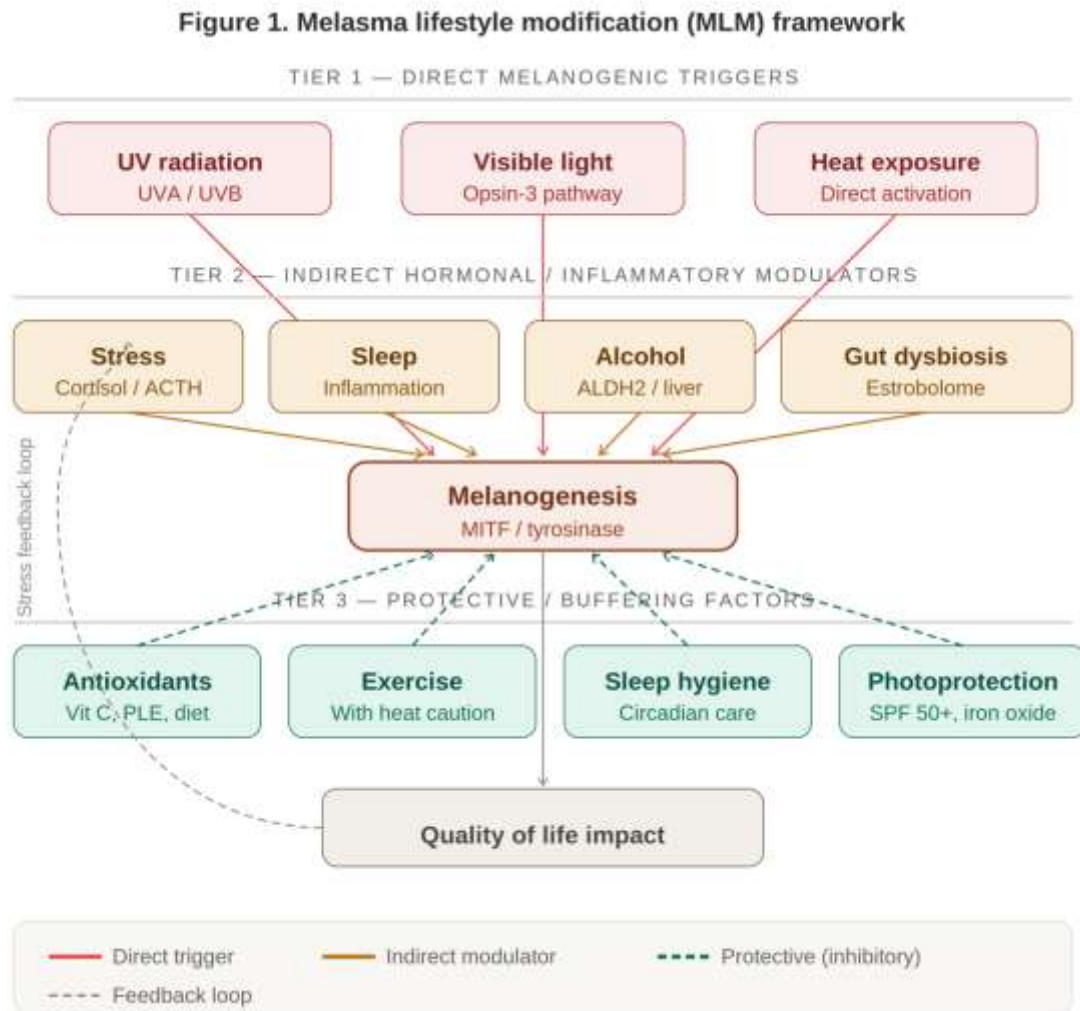 Figure 1. Melasma lifestyle modification (MLM) framework
TIER 1 — DIRECT MELANOGENIC TRIGGERS
UV radiation
UVA / UVB
Visible light
Opsin-3 pathway
Heat exposure
Direct activation
TIER 2 — INDIRECT HORMONAL / INFLAMMATORY MODULATORS
Stress
Cortisol / ACTH
Sleep
Inflammation
Alcohol
ALDH2 / liver
Gut dysbiosis
Estrobolome
Stress feedback loop
Melanogenesis
MITF / tyrosinase
TIER 3 — PROTECTIVE / BUFFERING FACTORS
Antioxidants
Vit C, PLE, diet
Exercise
With heat caution
Sleep hygiene
Circadian care
Photoprotection
SPF 50+, iron oxide
Quality of life impact
Direct trigger
Indirect modulator
Protective (inhibitory)
Feedback loop